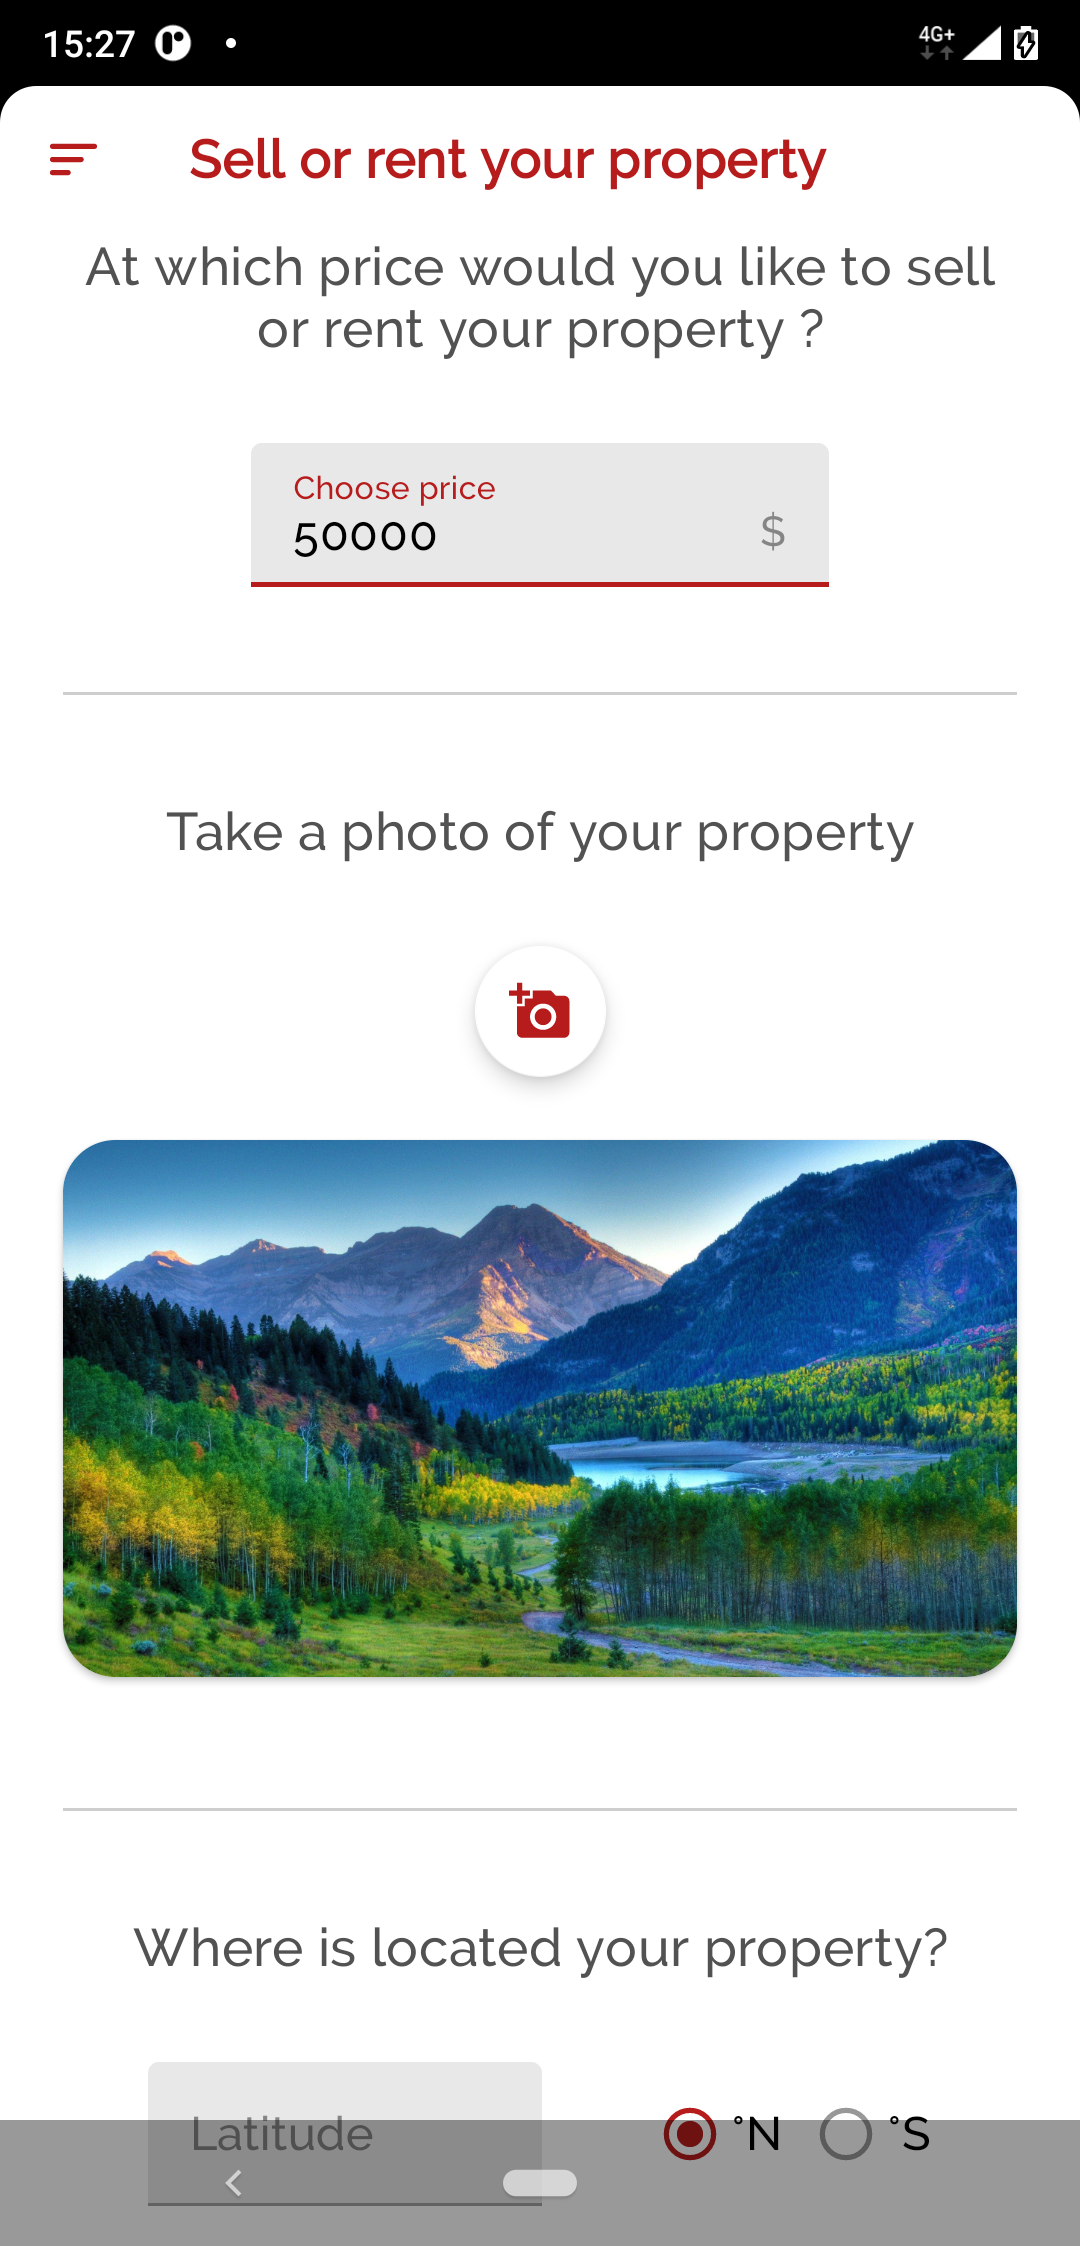 15:27
4G+
Sell or rent your property
At which price would you like to sell
or rent your property ?
Choose price
50000
$
Take a photo of your property
Where is located your property?
Latitude
°N
°S